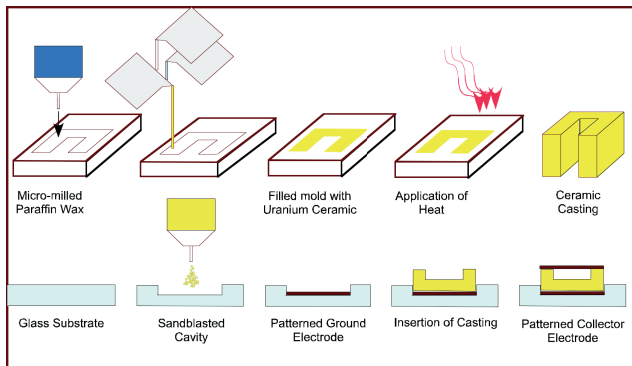 Micro-milled
Paraffin Wax
Filled mold with
Uranium Ceramic
Application of
Heat
Ceramic
Casting
Glass Substrate
Sandblasted
Cavity
Patterned Ground
Electrode
Insertion of Casting
Patterned Collector
Electrode